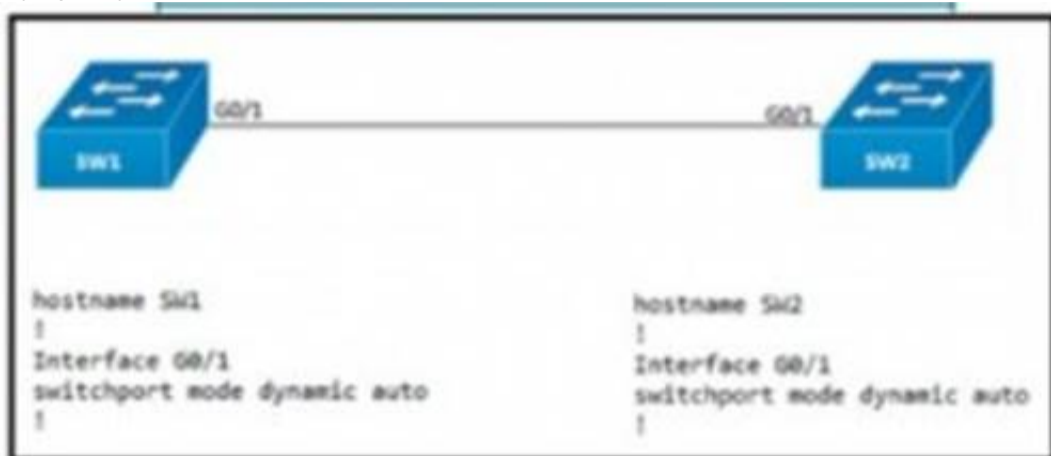 G0/1
G0/1
SW1
SW2
hostname SW1
!
Interface G0/1
switchport mode dynamic auto
!
hostname SW2
!
Interface G0/1
switchport mode dynamic auto
!